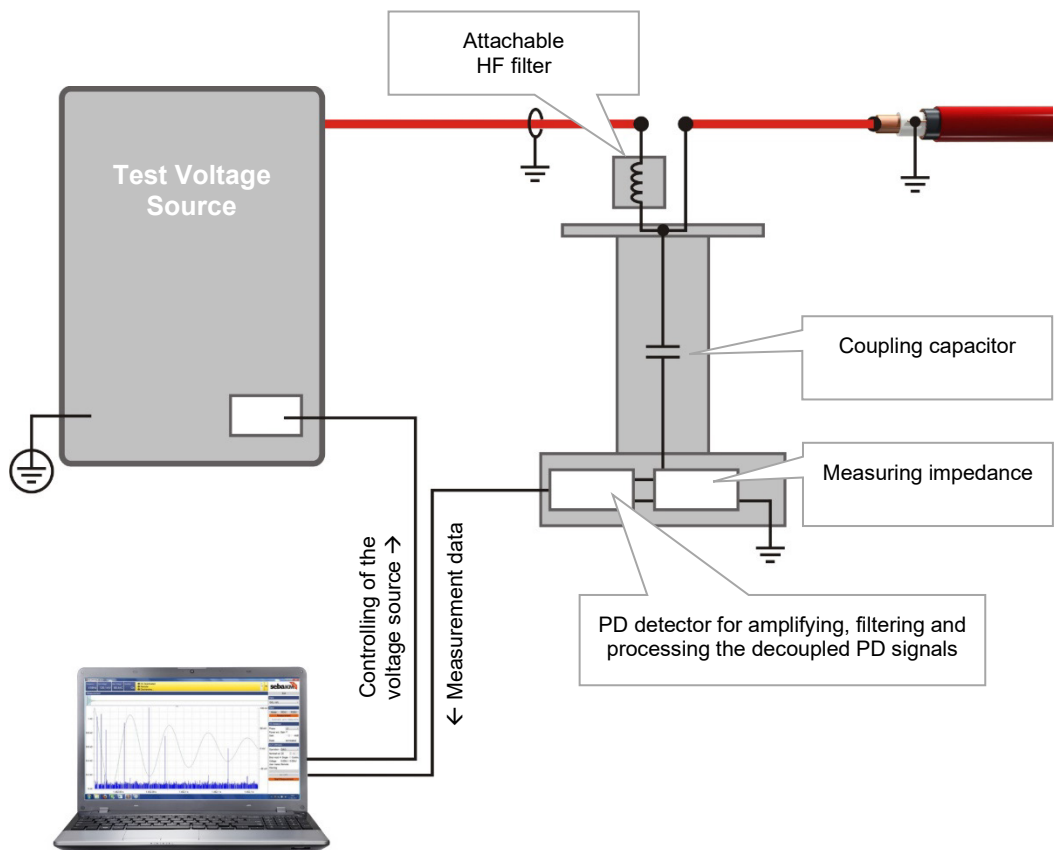 Attachable
HF filter
Test Voltage
Source
Coupling capacitor
Measuring impedance
Controlling of the
voltage source →
← Measurement data
PD detector for amplifying, filtering and
processing the decoupled PD signals